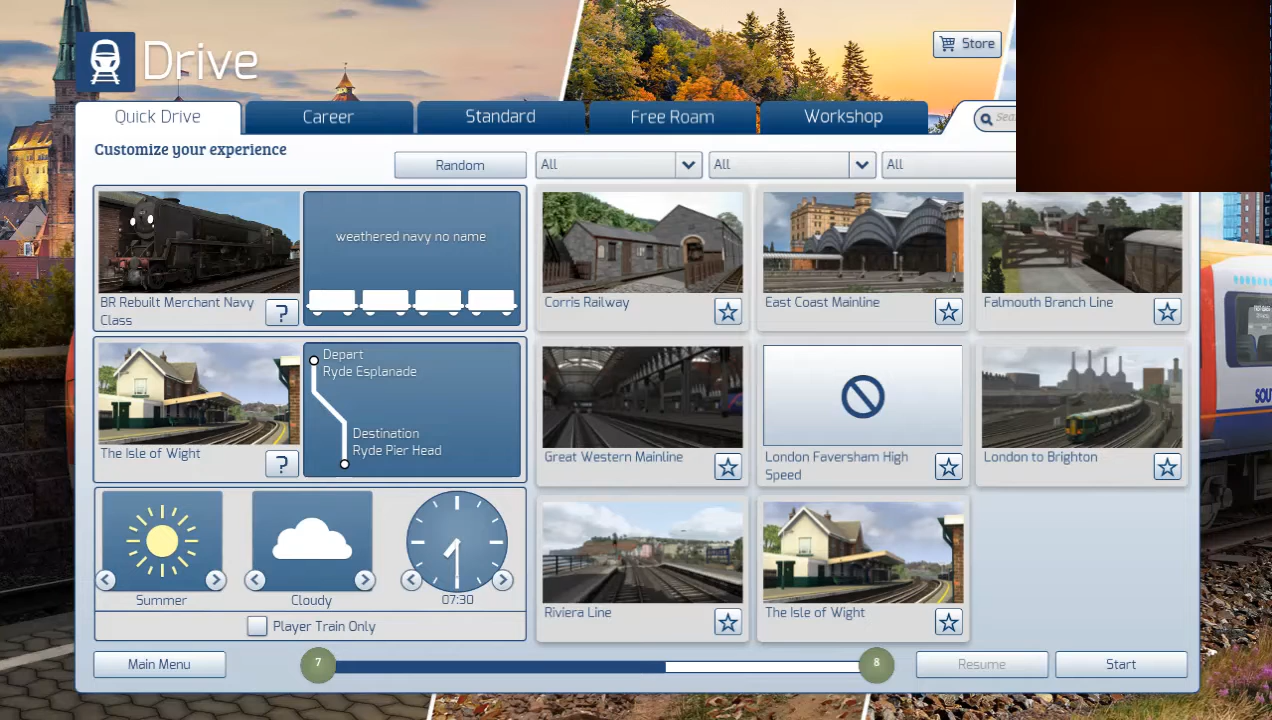 Drive
Store
Quick Drive
Career
Standard
Free Roam
Workshop
Customize your experience
Random
All
All
All
BR Rebuilt Merchant Navy
Class
?
weathered navy no name
Corris Railway
East Coast Mainline
Falmouth Branch Line
The Isle of Wight
?
Depart
Ryde Esplanade
Destination
Ryde Pier Head
Great Western Mainline
London Faversham High
Speed
London to Brighton
Summer
Cloudy
07:30
Player Train Only
Riviera Line
The Isle of Wight
Main Menu
7
8
Resume
Start